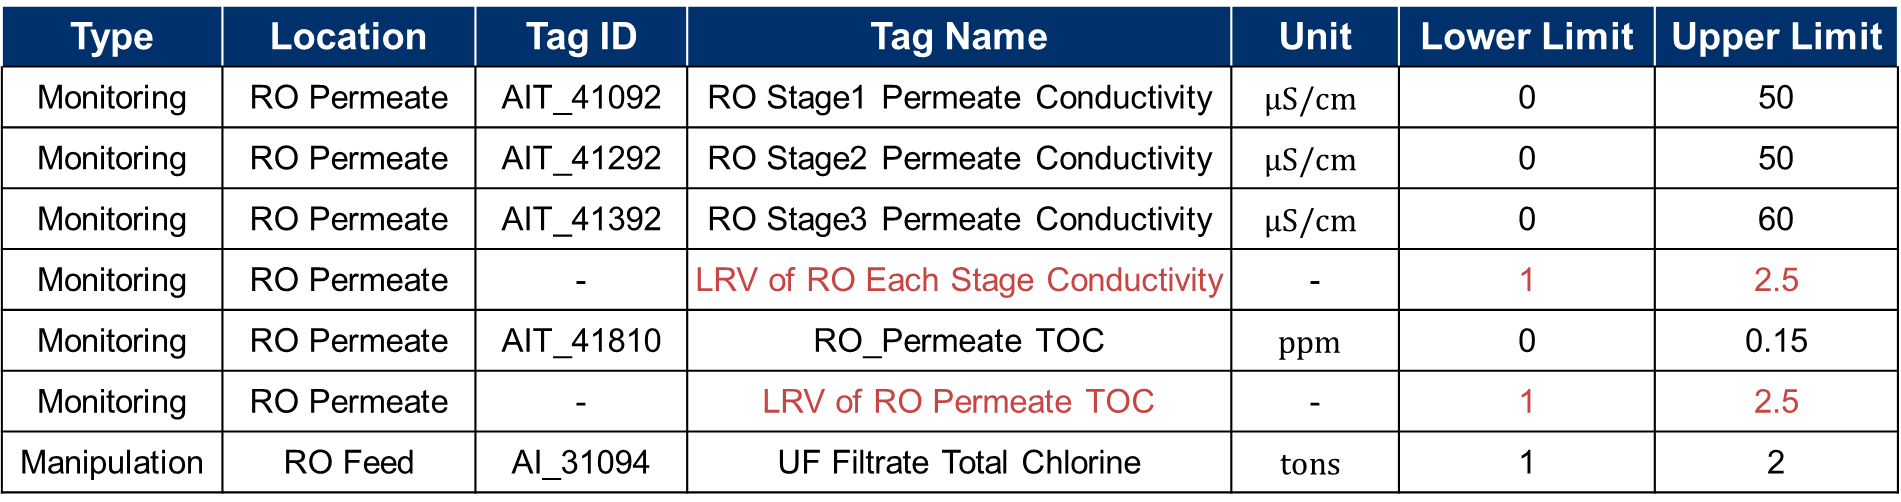 Type Location Tag ID Tag Name Unit Lower Limit Upper Limit
Monitoring RO Permeate AIT_41092 RO Stage1 Permeate Conductivity μS/cm 0 50
Monitoring RO Permeate AIT_41292 RO Stage2 Permeate Conductivity μS/cm 0 50
Monitoring RO Permeate AIT_41392 RO Stage3 Permeate Conductivity μS/cm 0 60
Monitoring RO Permeate - LRV of RO Each Stage Conductivity - 1 2.5
Monitoring RO Permeate AIT_41810 RO_Permeate TOC ppm 0 0.15
Monitoring RO Permeate - LRV of RO Permeate TOC - 1 2.5
Manipulation RO Feed AI_31094 UF Filtrate Total Chlorine tons 1 2